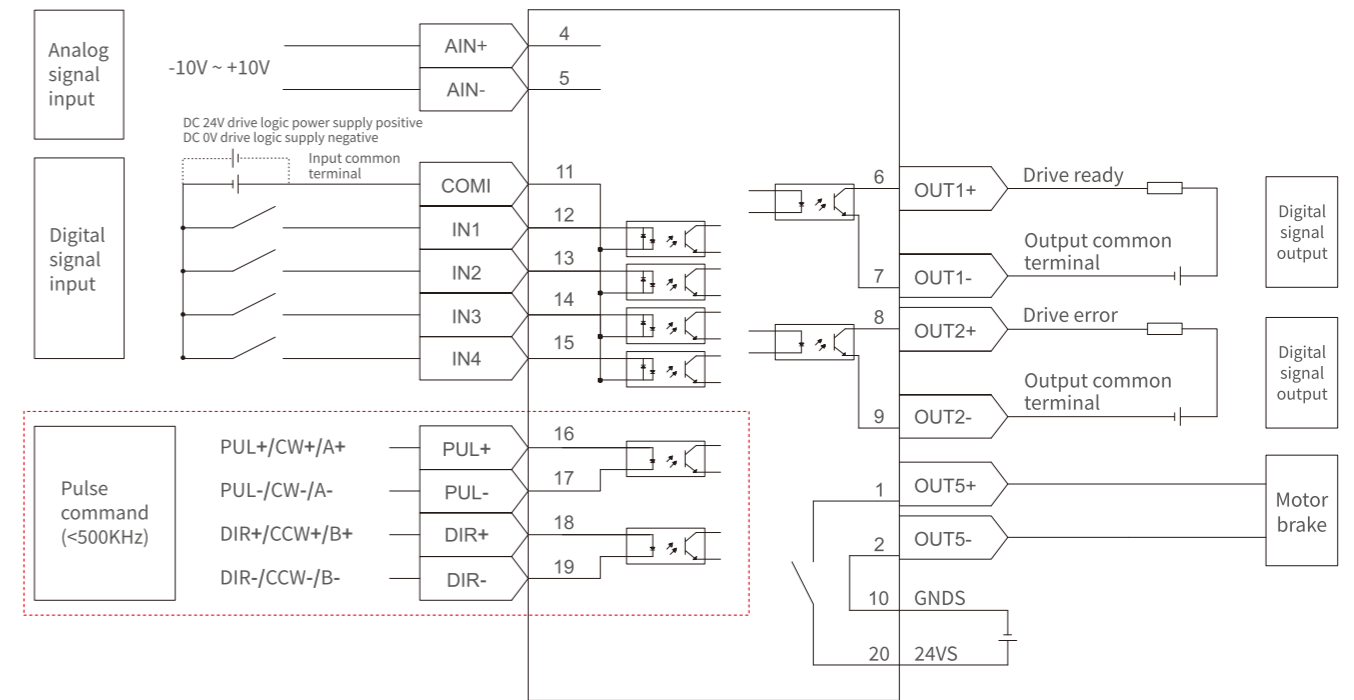 Analog
signal
input
-10V ~ +10V
AIN+
4
AIN-
5
DC 24V drive logic power supply positive
DC 0V drive logic supply negative
Input common
terminal
Digital
signal
input
COMI
11
IN1
12
IN2
13
IN3
14
IN4
15
Pulse
command
(<500KHz)
PUL+/CW+/A+
PUL+
16
PUL-/CW-/A-
PUL-
17
DIR+/CCW+/B+
DIR+
18
DIR-/CCW-/B-
DIR-
19
6
OUT1+
Drive ready
Output common
terminal
7
OUT1-
Digital
signal
output
8
OUT2+
Drive error
Output common
terminal
9
OUT2-
Digital
signal
output
1
OUT5+
2
OUT5-
Motor
brake
10
GNDS
20
24VS